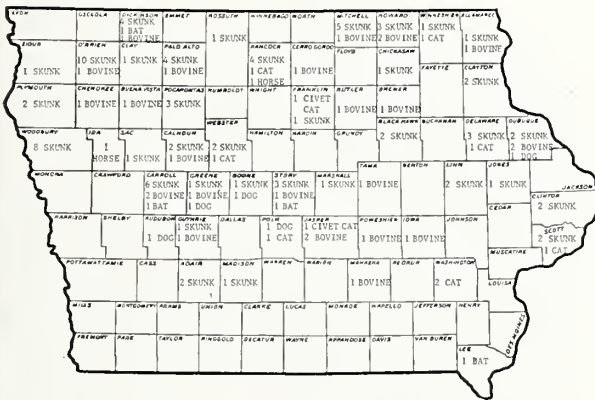 LYON
OSCEOLA
DICKINSON
4 SKUNK
1 BAT
1 BOVINE
EMMET
KOSSUTH
1 SKUNK
WINNEBAGO
WORTH
MITCHELL
5 SKUNK
1 BOVINE
HOWARD
3 SKUNK
2 BOVINE
WINNESHEK
1 SKUNK
1 CAT
ALLAMAKEE
1 SKUNK
1 BOVINE
SIOUX
1 SKUNK
O'BRIEN
10 SKUNK
1 BOVINE
CLAY
1 SKUNK
PALO ALTO
4 SKUNK
1 BOVINE
HANCOCK
4 SKUNK
1 CAT
1 HORSE
CERRO GORDO
1 BOVINE
FLOYD
CHICKASAW
1 SKUNK
FAYETTE
CLAYTON
2 SKUNK
PLYMOUTH
2 SKUNK
CHEROKEE
1 BOVINE
BUENA VISTA
1 BOVINE
POCAHONTAS
3 SKUNK
HUMBOLDT
WRIGHT
FRANKLIN
1 CIVET
CAT
1 SKUNK
BUTLER
1 BOVINE
BREMER
1 BOVINE
WOODBURY
8 SKUNK
IDA
1
HORSE
SAC
1 SKUNK
CALHOUN
2 SKUNK
1 BOVINE
WEBSTER
2 SKUNK
1 CAT
HAMILTON
HARDIN
GRUNDY
BLACK HAWK
2 SKUNK
BUCHANAN
DELAWARE
3 SKUNK
1 CAT
DUBUQUE
2 SKUNK
2 BOVINE
DOG
MONONA
CRAWFORD
CARROLL
6 SKUNK
2 BOVINE
1 BAT
GREENE
1 SKUNK
1 BOVINE
1 DOG
BOONE
1 SKUNK
1 DOG
STORY
3 SKUNK
1 BOVINE
1 BAT
MARSHALL
1 SKUNK
TAMA
1 BOVINE
BENTON
LINN
2 SKUNK
JONES
1 SKUNK
JACKSON
CLINTON
2 SKUNK
CEDAR
HARRISON
SHELBY
AUDUBON
1 DOG
GUTHRIE
1 SKUNK
1 BOVINE
DALLAS
POLK
1 DOG
1 CAT
JASPER
1 CIVET CAT
2 BOVINE
POWESHIEK
1 BOVINE
IOWA
1 BOVINE
JOHNSON
SCOTT
2 SKUNK
1 CAT
MUSCATINE
POTTAWATTAMIE
CASS
ADAIR
2 SKUNK
MADISON
1 SKUNK
WARREN
MARION
MAHASKA
1 BOVINE
KEOKUK
WASHINGTON
2 CAT
LOUISA
MILLS
MONTGOMERY
ADAMS
UNION
CLARKE
LUCAS
MONROE
WAPELLO
JEFFERSON
HENRY
DES MOINES
FREMONT
PAGE
TAYLOR
RINGGOLD
DECATUR
WAYNE
APPANOOSE
DAVIS
VAN BUREN
LEE
1 BAT